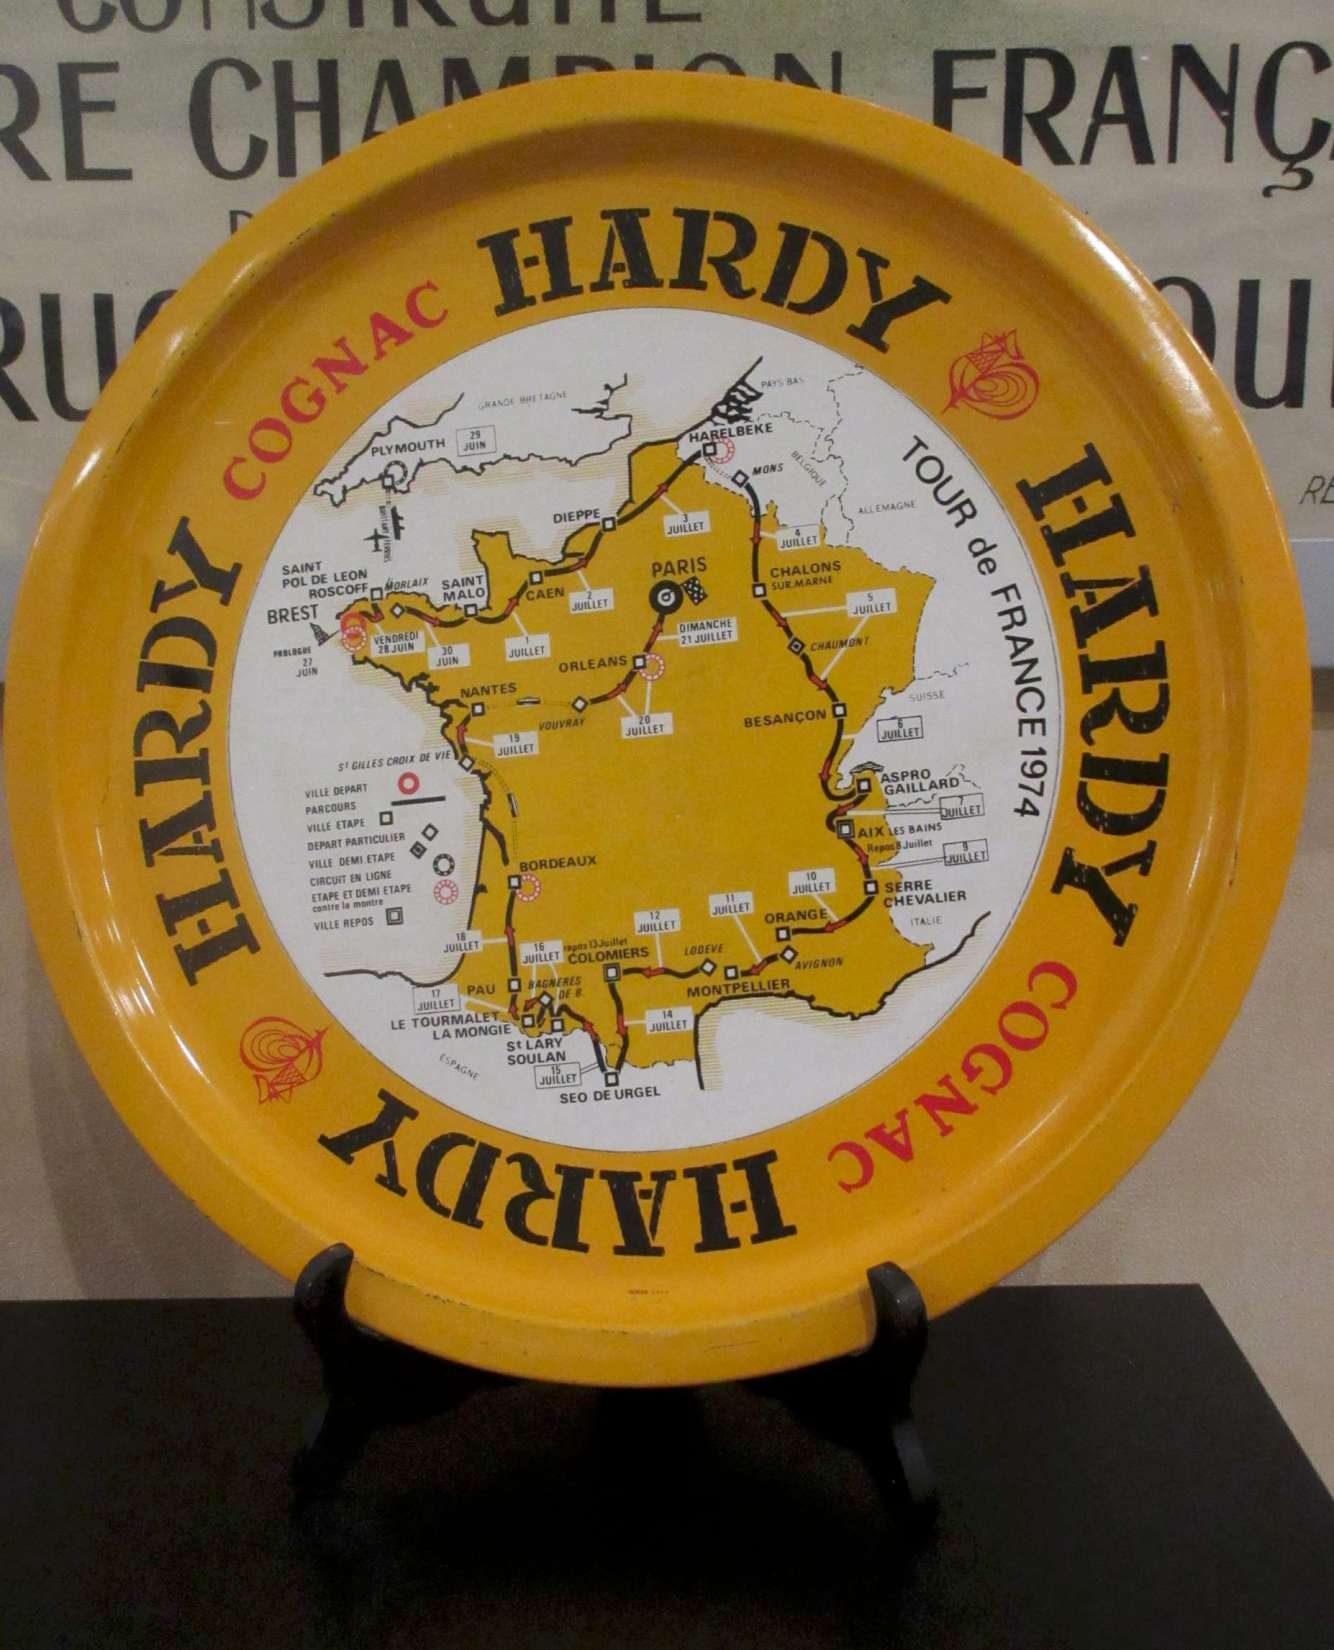 CONSTRUITE
RE CHAMPION FRANÇ
HARDY
COGNAC
HARDY
COGNAC
HARDY
HARDY
TOUR de FRANCE 1974
PAYS BAS
GRANDE BRETAGNE
PLYMOUTH
29
JUIN
HARELBEKE
MONS
BELGIQUE
ALLEMAGNE
DIEPPE
3
JUILLET
4
JUILLET
SAINT
POL DE LEON
ROSCOFF
MORLAIX
SAINT
MALO
CAEN
2
JUILLET
PARIS
CHALONS
SUR MARNE
5
JUILLET
BREST
PROLOGUE
27
JUIN
VENDREDI
28 JUIN
30
JUIN
1
JUILLET
DIMANCHE
21 JUILLET
CHAUMONT
ORLEANS
NANTES
VOUVRAY
20
JUILLET
BESANÇON
SUISSE
6
JUILLET
19
JUILLET
St GILLES CROIX DE VIE
ASPRO
GAILLARD
7
JUILLET
AIX LES BAINS
Repos 8 Juillet
9
JUILLET
VILLE DEPART
PARCOURS
VILLE ETAPE
DEPART PARTICULIER
VILLE DEMI ETAPE
CIRCUIT EN LIGNE
ETAPE ET DEMI ETAPE
contre la montre
VILLE REPOS
BORDEAUX
10
JUILLET
SERRE
CHEVALIER
ITALIE
11
JUILLET
ORANGE
AVIGNON
12
JUILLET
LODEVE
MONTPELLIER
repos 13 Juillet
COLOMIERS
18
JUILLET
16
JUILLET
PAU
BAGNERES
DE B.
17
JUILLET
LE TOURMALET
LA MONGIE
St LARY
SOULAN
14
JUILLET
15
JUILLET
ESPAGNE
SEO DE URGEL